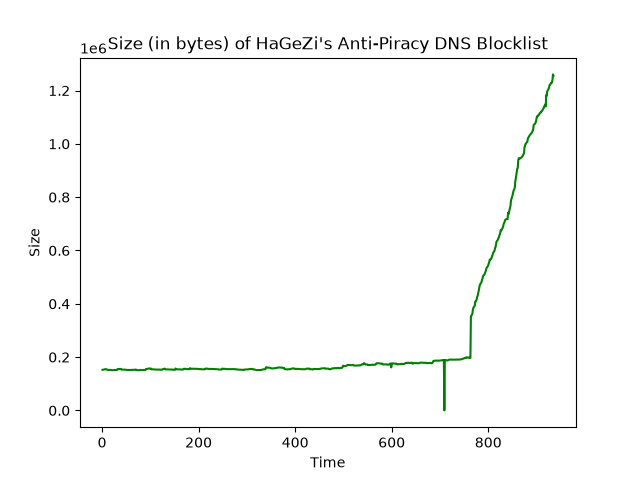 Size (in bytes) of HaGeZi's Anti-Piracy DNS Blocklist
1e6
1.2
1.0
0.8
0.6
0.4
0.2
0.0
Size
0 200 400 600 800
Time